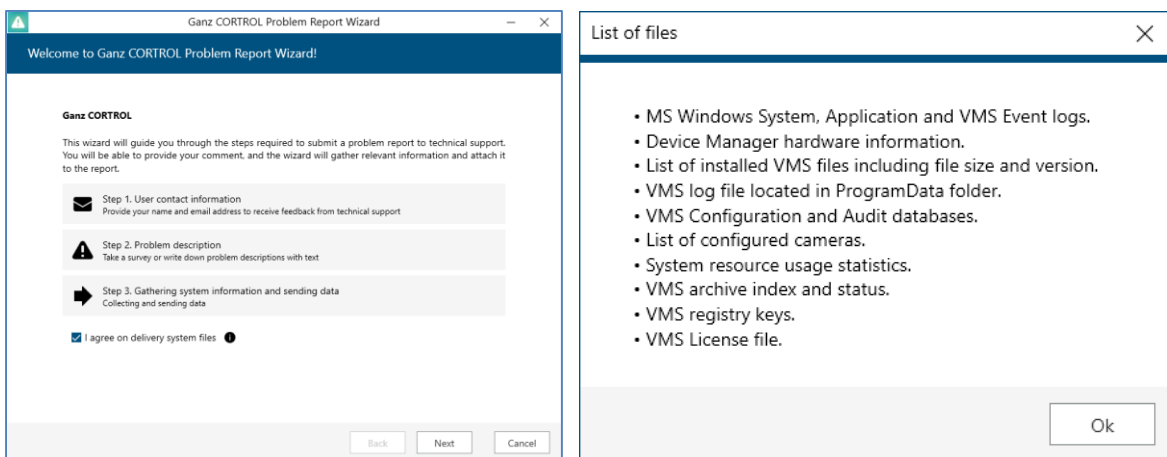 Ganz CORTROL Problem Report Wizard
Welcome to Ganz CORTROL Problem Report Wizard!
Ganz CORTROL
This wizard will guide you through the steps required to submit a problem report to technical support.
You will be able to provide your comment, and the wizard will gather relevant information and attach it
to the report.
Step 1. User contact information
Provide your name and email address to receive feedback from technical support
Step 2. Problem description
Take a survey or write down problem descriptions with text
Step 3. Gathering system information and sending data
Collecting and sending data
I agree on delivery system files
Back Next Cancel
List of files
• MS Windows System, Application and VMS Event logs.
• Device Manager hardware information.
• List of installed VMS files including file size and version.
• VMS log file located in ProgramData folder.
• VMS Configuration and Audit databases.
• List of configured cameras.
• System resource usage statistics.
• VMS archive index and status.
• VMS registry keys.
• VMS License file.
Ok